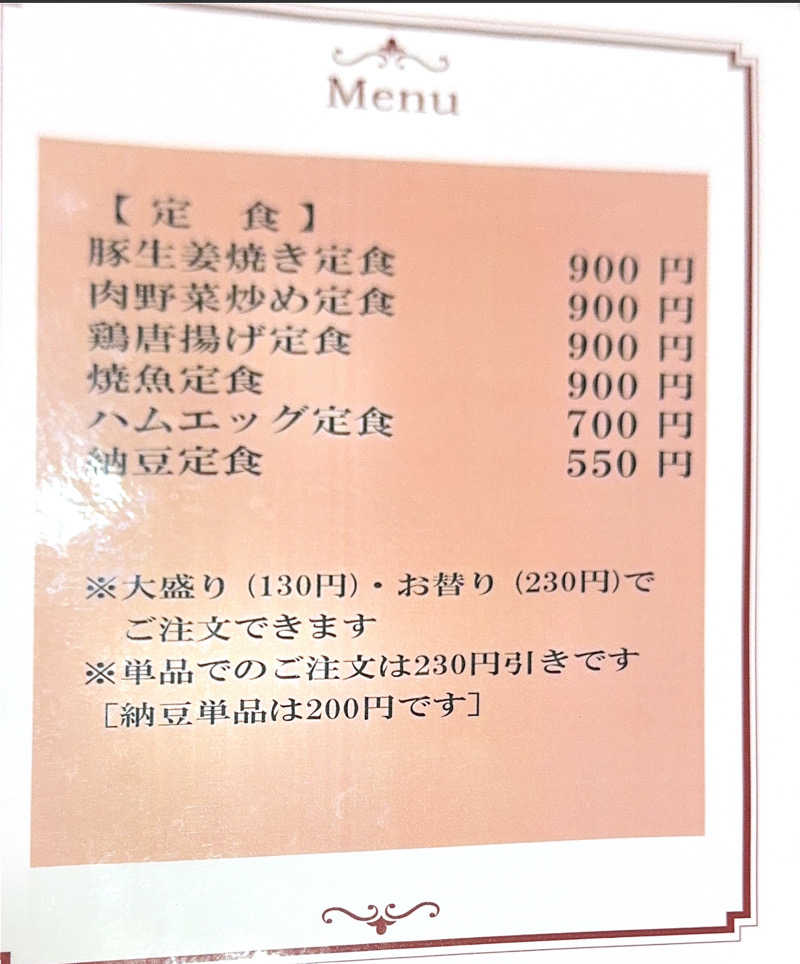 Menu
【定 食】
豚生姜焼き定食 900 円
肉野菜炒め定食 900 円
鶏唐揚げ定食 900 円
焼魚定食 900 円
ハムエッグ定食 700 円
納豆定食 550 円
※大盛り (130円)・お替り (230円)で
ご注文できます
※単品でのご注文は230円引きです
[納豆単品は200円です]